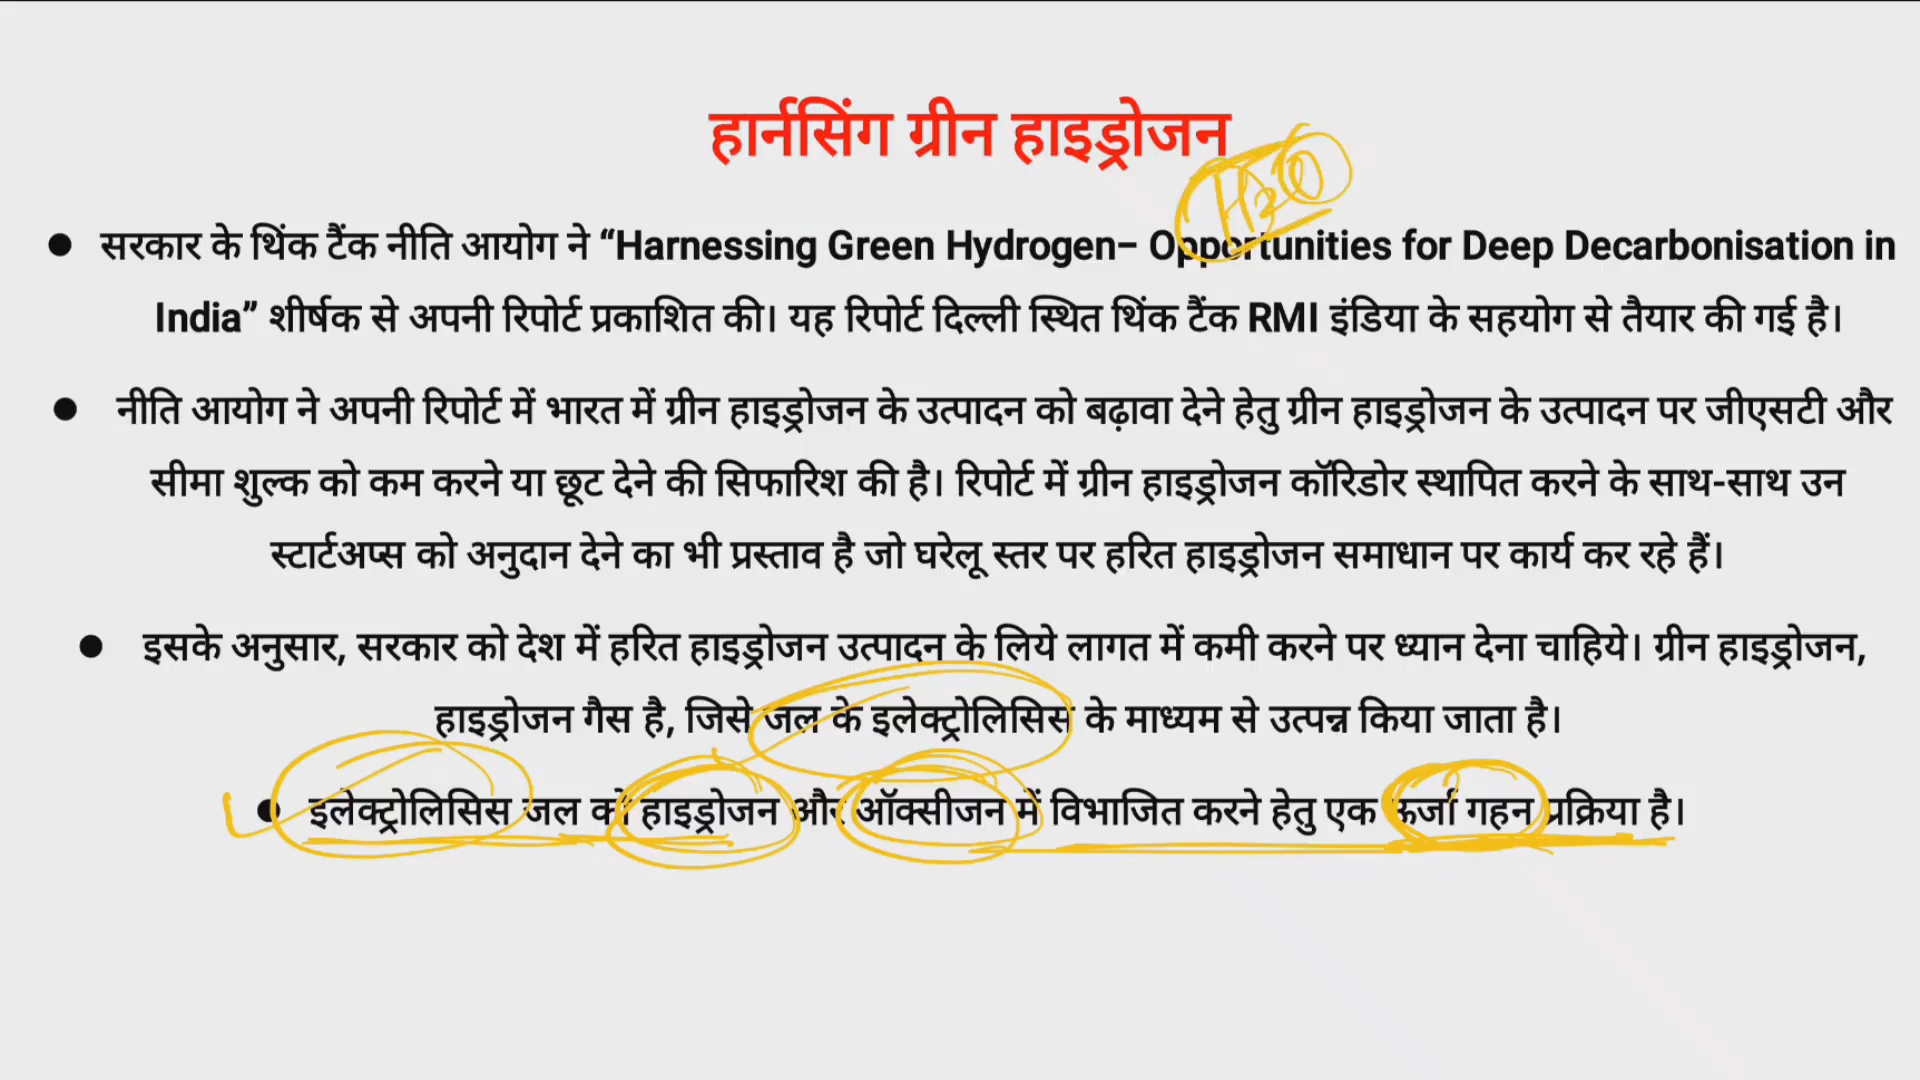 हार्नसिंग ग्रीन हाइड्रोजन
H2O
● सरकार के थिंक टैंक नीति आयोग ने “Harnessing Green Hydrogen– Opportunities for Deep Decarbonisation in
India” शीर्षक से अपनी रिपोर्ट प्रकाशित की। यह रिपोर्ट दिल्ली स्थित थिंक टैंक RMI इंडिया के सहयोग से तैयार की गई है।
● नीति आयोग ने अपनी रिपोर्ट में भारत में ग्रीन हाइड्रोजन के उत्पादन को बढ़ावा देने हेतु ग्रीन हाइड्रोजन के उत्पादन पर जीएसटी और
सीमा शुल्क को कम करने या छूट देने की सिफारिश की है। रिपोर्ट में ग्रीन हाइड्रोजन कॉरिडोर स्थापित करने के साथ-साथ उन
स्टार्टअप्स को अनुदान देने का भी प्रस्ताव है जो घरेलू स्तर पर हरित हाइड्रोजन समाधान पर कार्य कर रहे हैं।
● इसके अनुसार, सरकार को देश में हरित हाइड्रोजन उत्पादन के लिये लागत में कमी करने पर ध्यान देना चाहिये। ग्रीन हाइड्रोजन,
हाइड्रोजन गैस है, जिसे जल के इलेक्ट्रोलिसिस के माध्यम से उत्पन्न किया जाता है।
● इलेक्ट्रोलिसिस जल को हाइड्रोजन और ऑक्सीजन में विभाजित करने हेतु एक ऊर्जा गहन प्रक्रिया है।